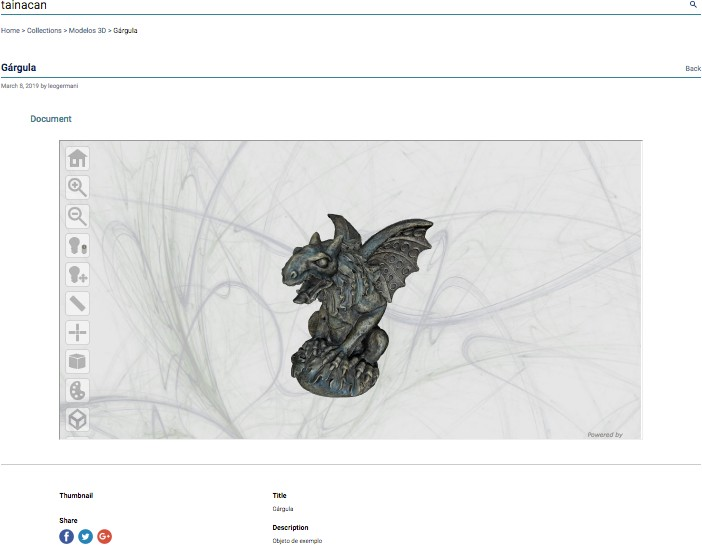 tainacan
Home > Collections > Modelos 3D > Gárgula
Gárgula
Back
March 8, 2019 by leogermani
Document
Powered by
Thumbnail
Share
Title
Gárgula
Description
Objeto de exemplo